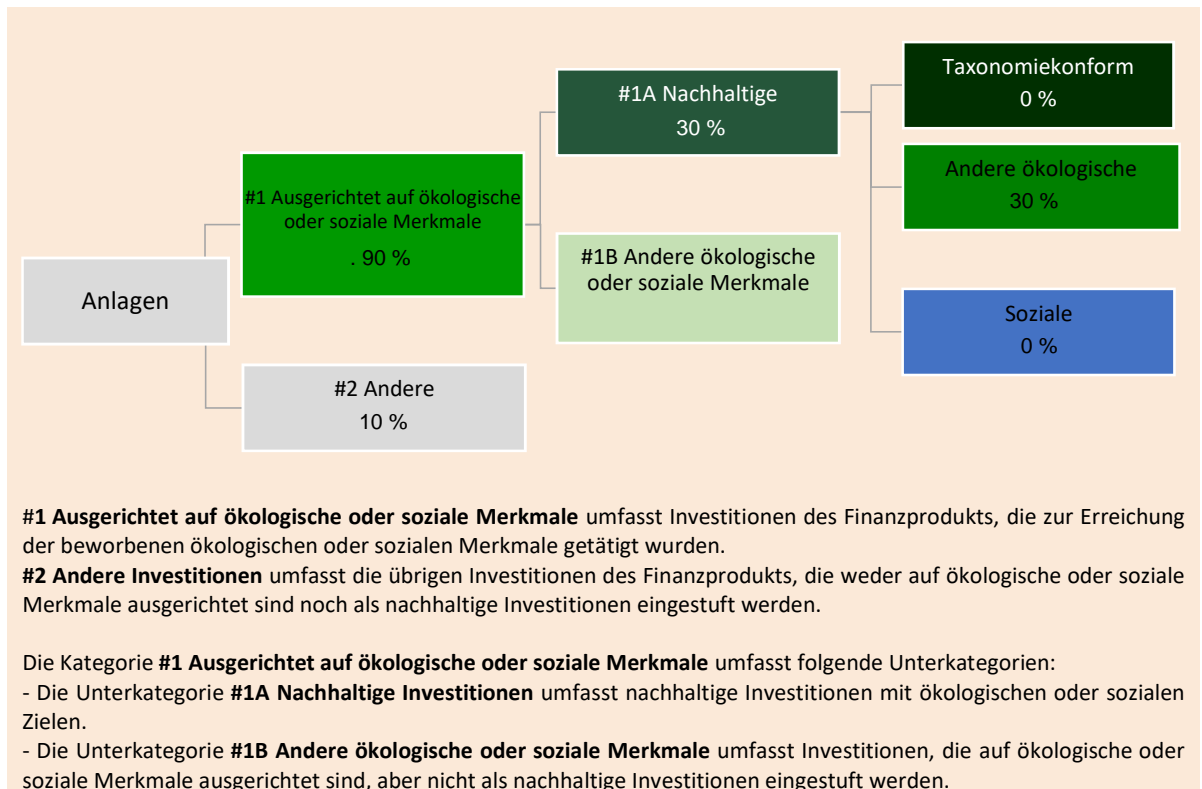 Anlagen
#1 Ausgerichtet auf ökologische
oder soziale Merkmale
. 90 %
#2 Andere
10 %
#1A Nachhaltige
30 %
#1B Andere ökologische
oder soziale Merkmale
Taxonomiekonform
0 %
Andere ökologische
30 %
Soziale
0 %
#1 Ausgerichtet auf ökologische oder soziale Merkmale umfasst Investitionen des Finanzprodukts, die zur Erreichung
der beworbenen ökologischen oder sozialen Merkmale getätigt wurden.
#2 Andere Investitionen umfasst die übrigen Investitionen des Finanzprodukts, die weder auf ökologische oder soziale
Merkmale ausgerichtet sind noch als nachhaltige Investitionen eingestuft werden.
Die Kategorie #1 Ausgerichtet auf ökologische oder soziale Merkmale umfasst folgende Unterkategorien:
- Die Unterkategorie #1A Nachhaltige Investitionen umfasst nachhaltige Investitionen mit ökologischen oder sozialen
Zielen.
- Die Unterkategorie #1B Andere ökologische oder soziale Merkmale umfasst Investitionen, die auf ökologische oder
soziale Merkmale ausgerichtet sind, aber nicht als nachhaltige Investitionen eingestuft werden.